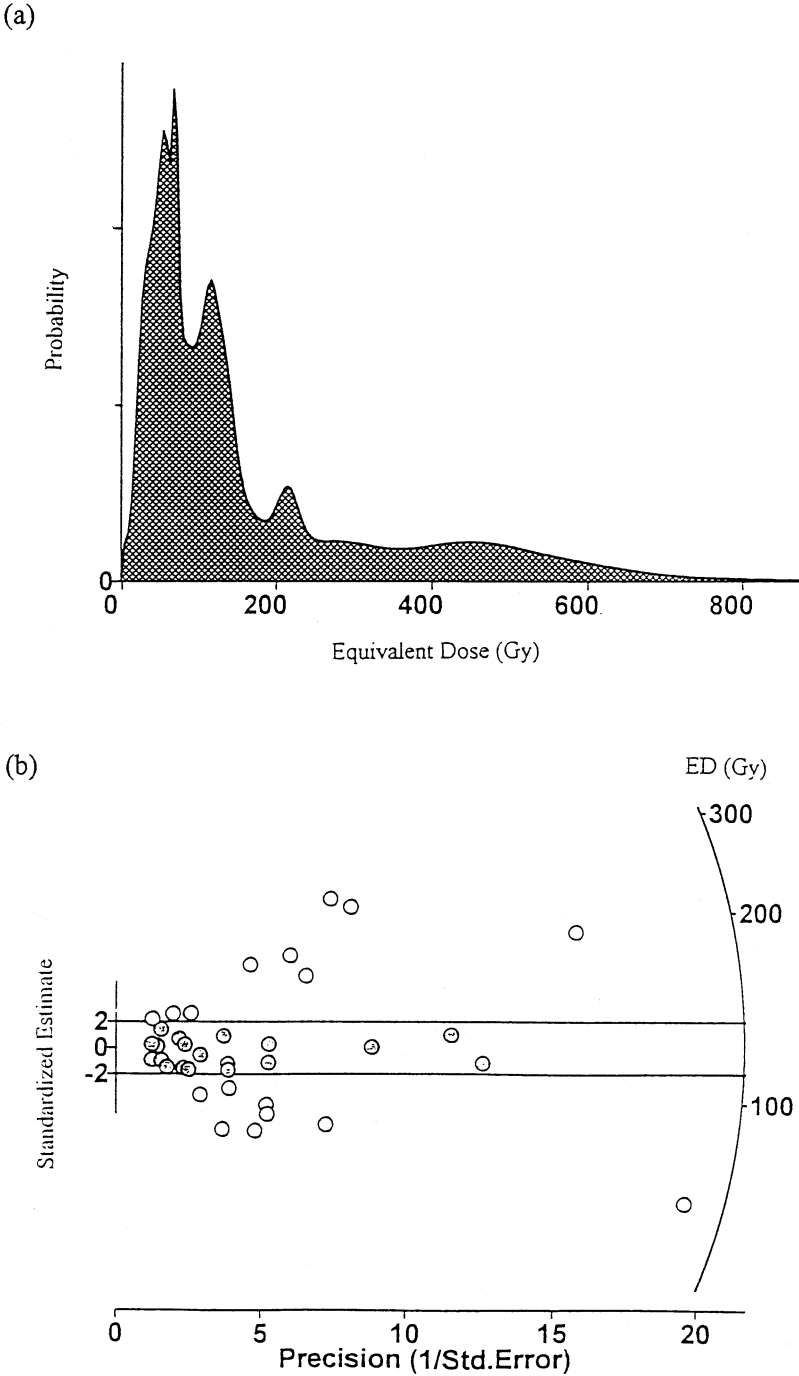 (a)
Probability
0
0 200 400 600 800
Equivalent Dose (Gy)
(b)
ED (Gy)
300
200
100
Standardized Estimate
2
0
-2
0 5 10 15 20
Precision (1/Std.Error)